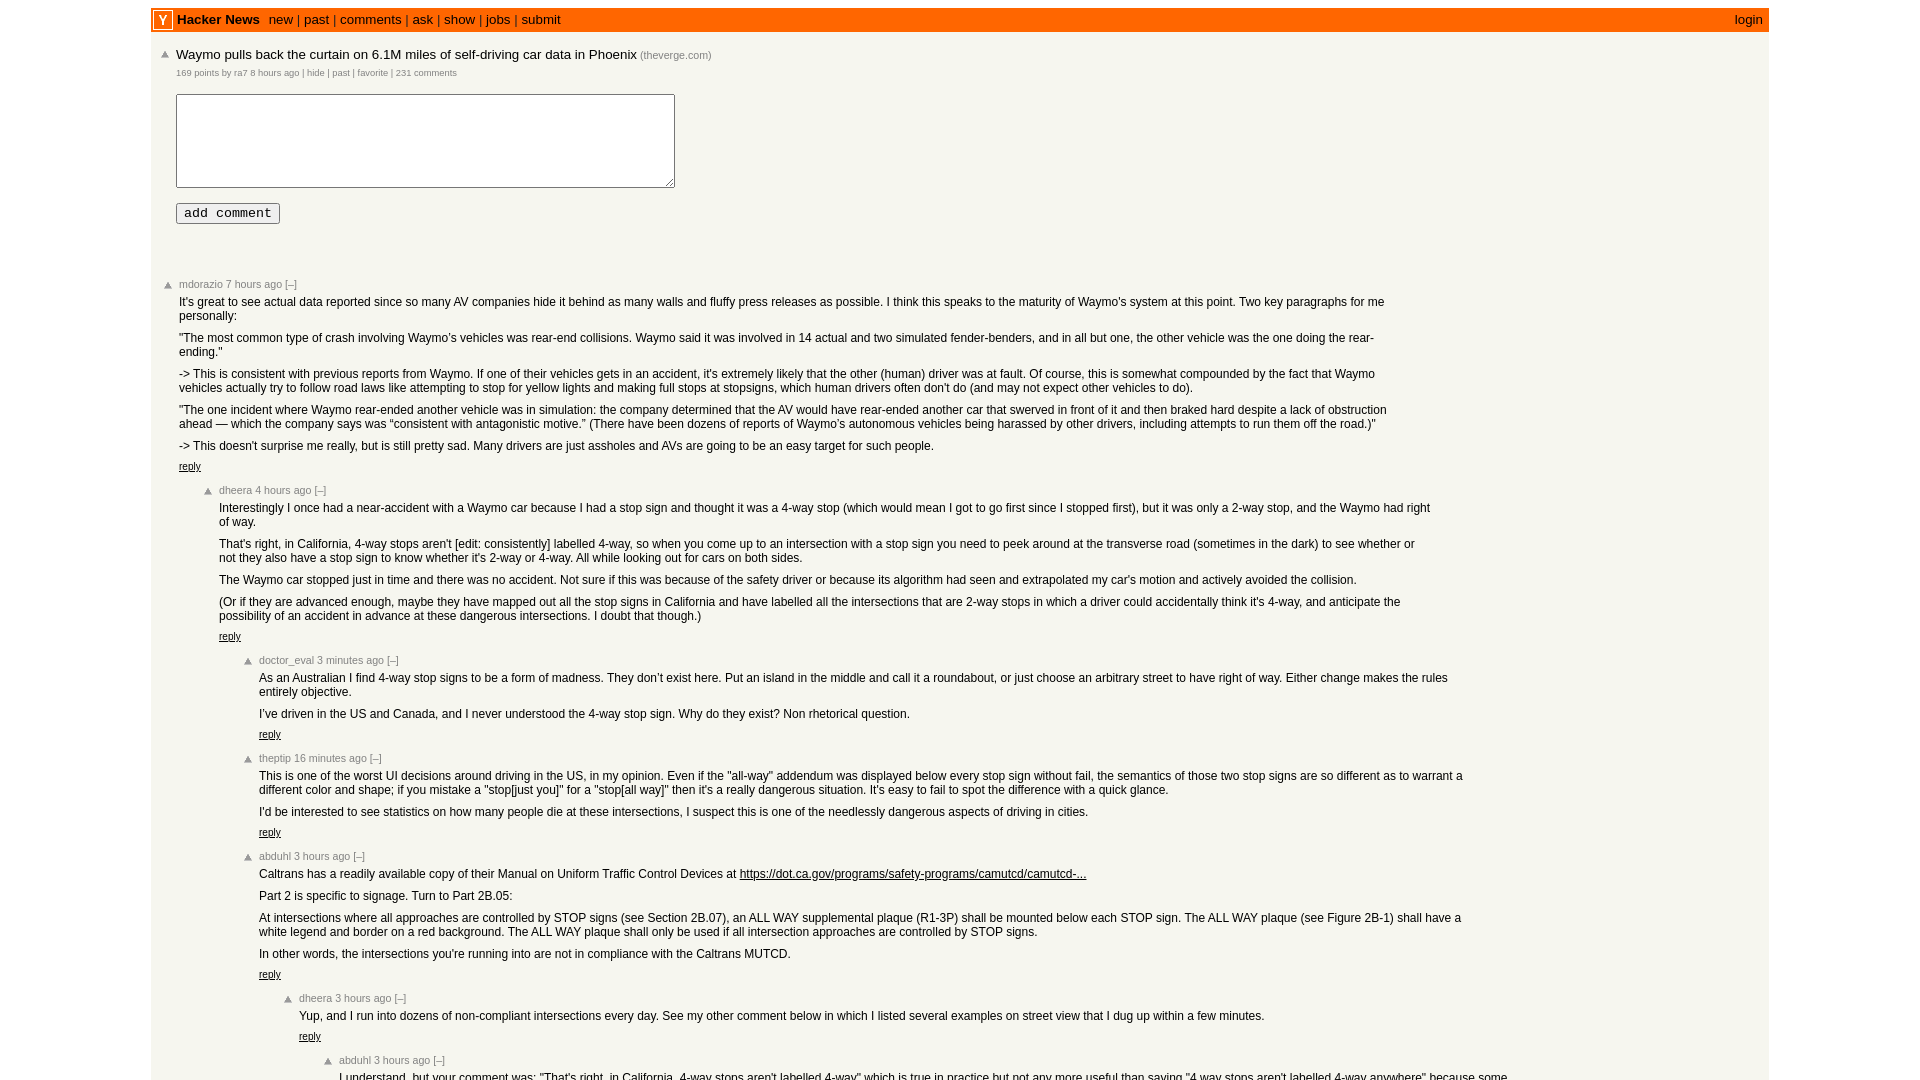 Y Hacker News new | past | comments | ask | show | jobs | submit login
Waymo pulls back the curtain on 6.1M miles of self-driving car data in Phoenix (theverge.com)
169 points by ra7 8 hours ago | hide | past | favorite | 231 comments
add comment
mdorazio 7 hours ago [–]
It's great to see actual data reported since so many AV companies hide it behind as many walls and fluffy press releases as possible. I think this speaks to the maturity of Waymo's system at this point. Two key paragraphs for me
personally:
"The most common type of crash involving Waymo’s vehicles was rear-end collisions. Waymo said it was involved in 14 actual and two simulated fender-benders, and in all but one, the other vehicle was the one doing the rear-
ending."
-> This is consistent with previous reports from Waymo. If one of their vehicles gets in an accident, it's extremely likely that the other (human) driver was at fault. Of course, this is somewhat compounded by the fact that Waymo
vehicles actually try to follow road laws like attempting to stop for yellow lights and making full stops at stopsigns, which human drivers often don't do (and may not expect other vehicles to do).
"The one incident where Waymo rear-ended another vehicle was in simulation: the company determined that the AV would have rear-ended another car that swerved in front of it and then braked hard despite a lack of obstruction
ahead — which the company says was “consistent with antagonistic motive.” (There have been dozens of reports of Waymo's autonomous vehicles being harassed by other drivers, including attempts to run them off the road.)"
-> This doesn't surprise me really, but is still pretty sad. Many drivers are just assholes and AVs are going to be an easy target for such people.
reply
dheera 4 hours ago [–]
Interestingly I once had a near-accident with a Waymo car because I had a stop sign and thought it was a 4-way stop (which would mean I got to go first since I stopped first), but it was only a 2-way stop, and the Waymo had right
of way.
That's right, in California, 4-way stops aren't [edit: consistently] labelled 4-way, so when you come up to an intersection with a stop sign you need to peek around at the transverse road (sometimes in the dark) to see whether or
not they also have a stop sign to know whether it's 2-way or 4-way. All while looking out for cars on both sides.
The Waymo car stopped just in time and there was no accident. Not sure if this was because of the safety driver or because its algorithm had seen and extrapolated my car's motion and actively avoided the collision.
(Or if they are advanced enough, maybe they have mapped out all the stop signs in California and have labelled all the intersections that are 2-way stops in which a driver could accidentally think it's 4-way, and anticipate the
possibility of an accident in advance at these dangerous intersections. I doubt that though.)
reply
doctor_eval 3 minutes ago [–]
As an Australian I find 4-way stop signs to be a form of madness. They don’t exist here. Put an island in the middle and call it a roundabout, or just choose an arbitrary street to have right of way. Either change makes the rules
entirely objective.
I’ve driven in the US and Canada, and I never understood the 4-way stop sign. Why do they exist? Non rhetorical question.
reply
theptip 16 minutes ago [–]
This is one of the worst UI decisions around driving in the US, in my opinion. Even if the "all-way" addendum was displayed below every stop sign without fail, the semantics of those two stop signs are so different as to warrant a
different color and shape; if you mistake a "stop[just you]" for a "stop[all way]" then it's a really dangerous situation. It's easy to fail to spot the difference with a quick glance.
I'd be interested to see statistics on how many people die at these intersections, I suspect this is one of the needlessly dangerous aspects of driving in cities.
reply
abduhl 3 hours ago [–]
Caltrans has a readily available copy of their Manual on Uniform Traffic Control Devices at https://dot.ca.gov/programs/safety-programs/camutcd/camutcd-...
Part 2 is specific to signage. Turn to Part 2B.05:
At intersections where all approaches are controlled by STOP signs (see Section 2B.07), an ALL WAY supplemental plaque (R1-3P) shall be mounted below each STOP sign. The ALL WAY plaque (see Figure 2B-1) shall have a
white legend and border on a red background. The ALL WAY plaque shall only be used if all intersection approaches are controlled by STOP signs.
In other words, the intersections you're running into are not in compliance with the Caltrans MUTCD.
reply
dheera 3 hours ago [–]
Yup, and I run into dozens of non-compliant intersections every day. See my other comment below in which I listed several examples on street view that I dug up within a few minutes.
reply
abduhl 3 hours ago [–]
I understand, but your comment was: "That's right, in California, 4-way stops aren't labelled 4-way" which is true in practice but not any more useful than saying "4 way stops aren't labelled 4-way anywhere" because some